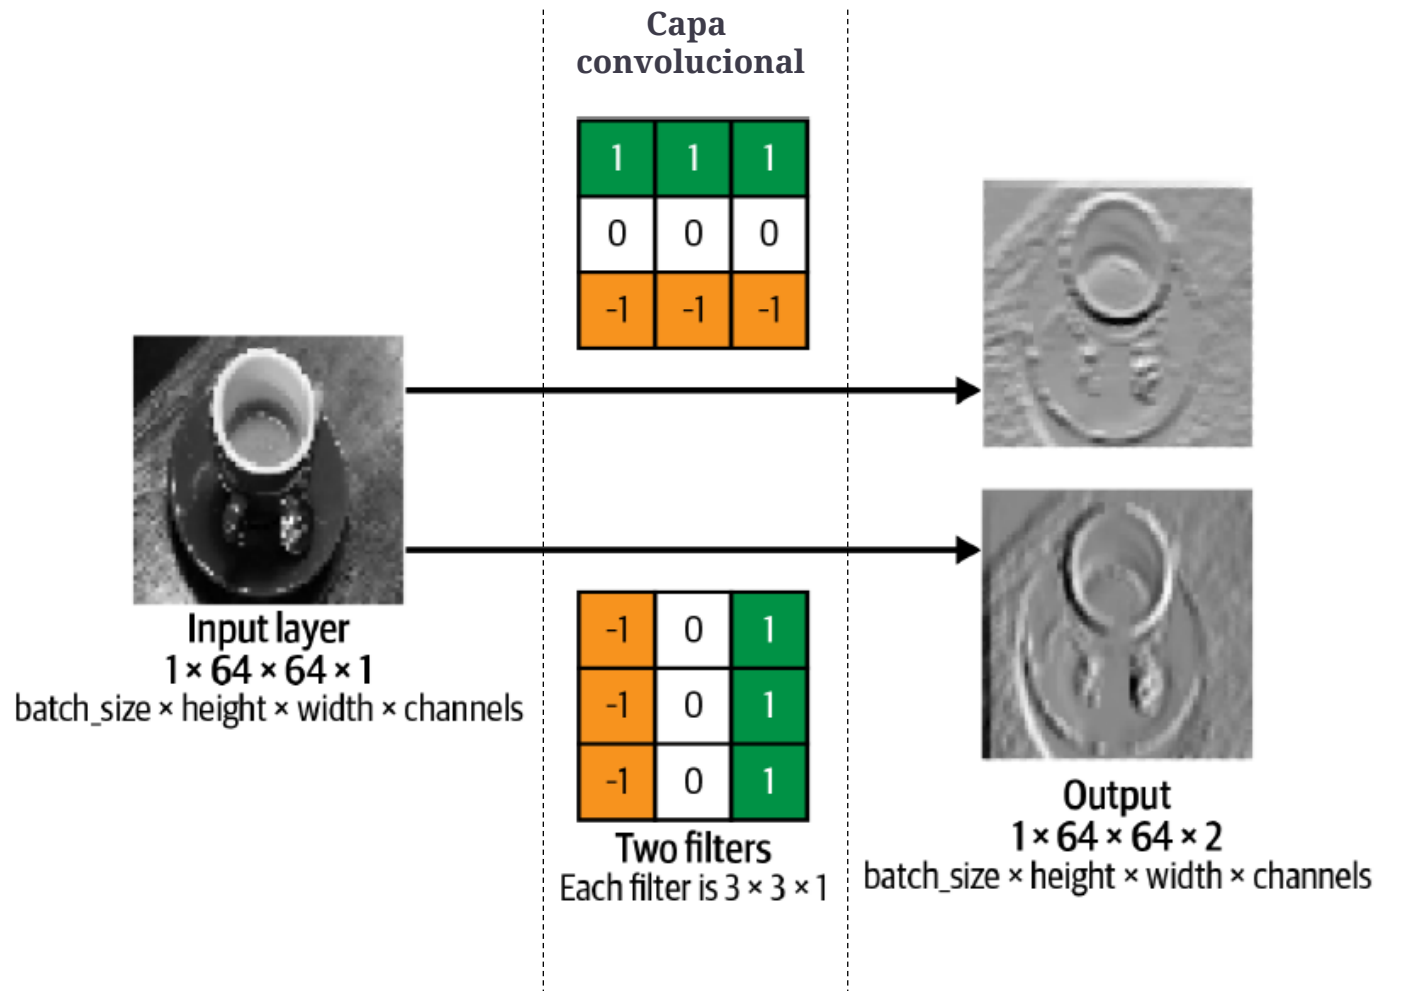 Capa
convolucional
1 1 1
0 0 0
-1 -1 -1
Input layer
1 × 64 × 64 × 1
batch_size × height × width × channels
-1 0 1
-1 0 1
-1 0 1
Two filters
Each filter is 3 × 3 × 1
Output
1 × 64 × 64 × 2
batch_size × height × width × channels